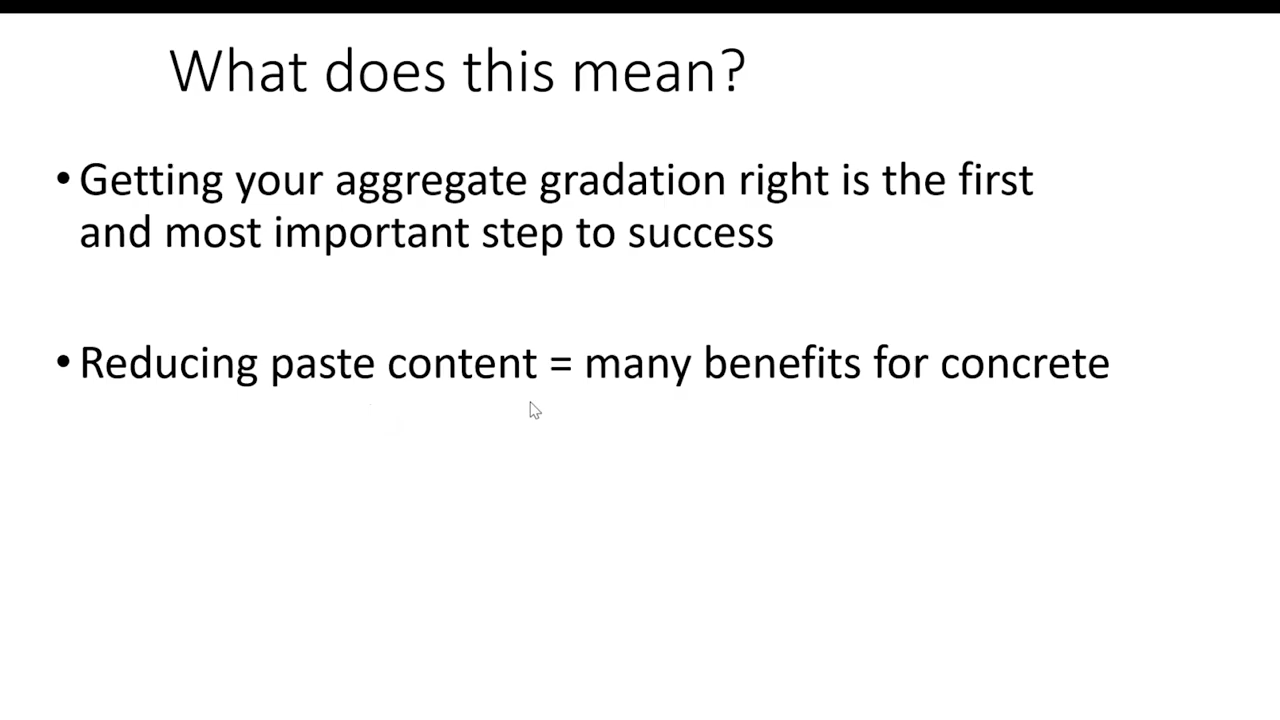 What does this mean?
• Getting your aggregate gradation right is the first
and most important step to success
• Reducing paste content = many benefits for concrete